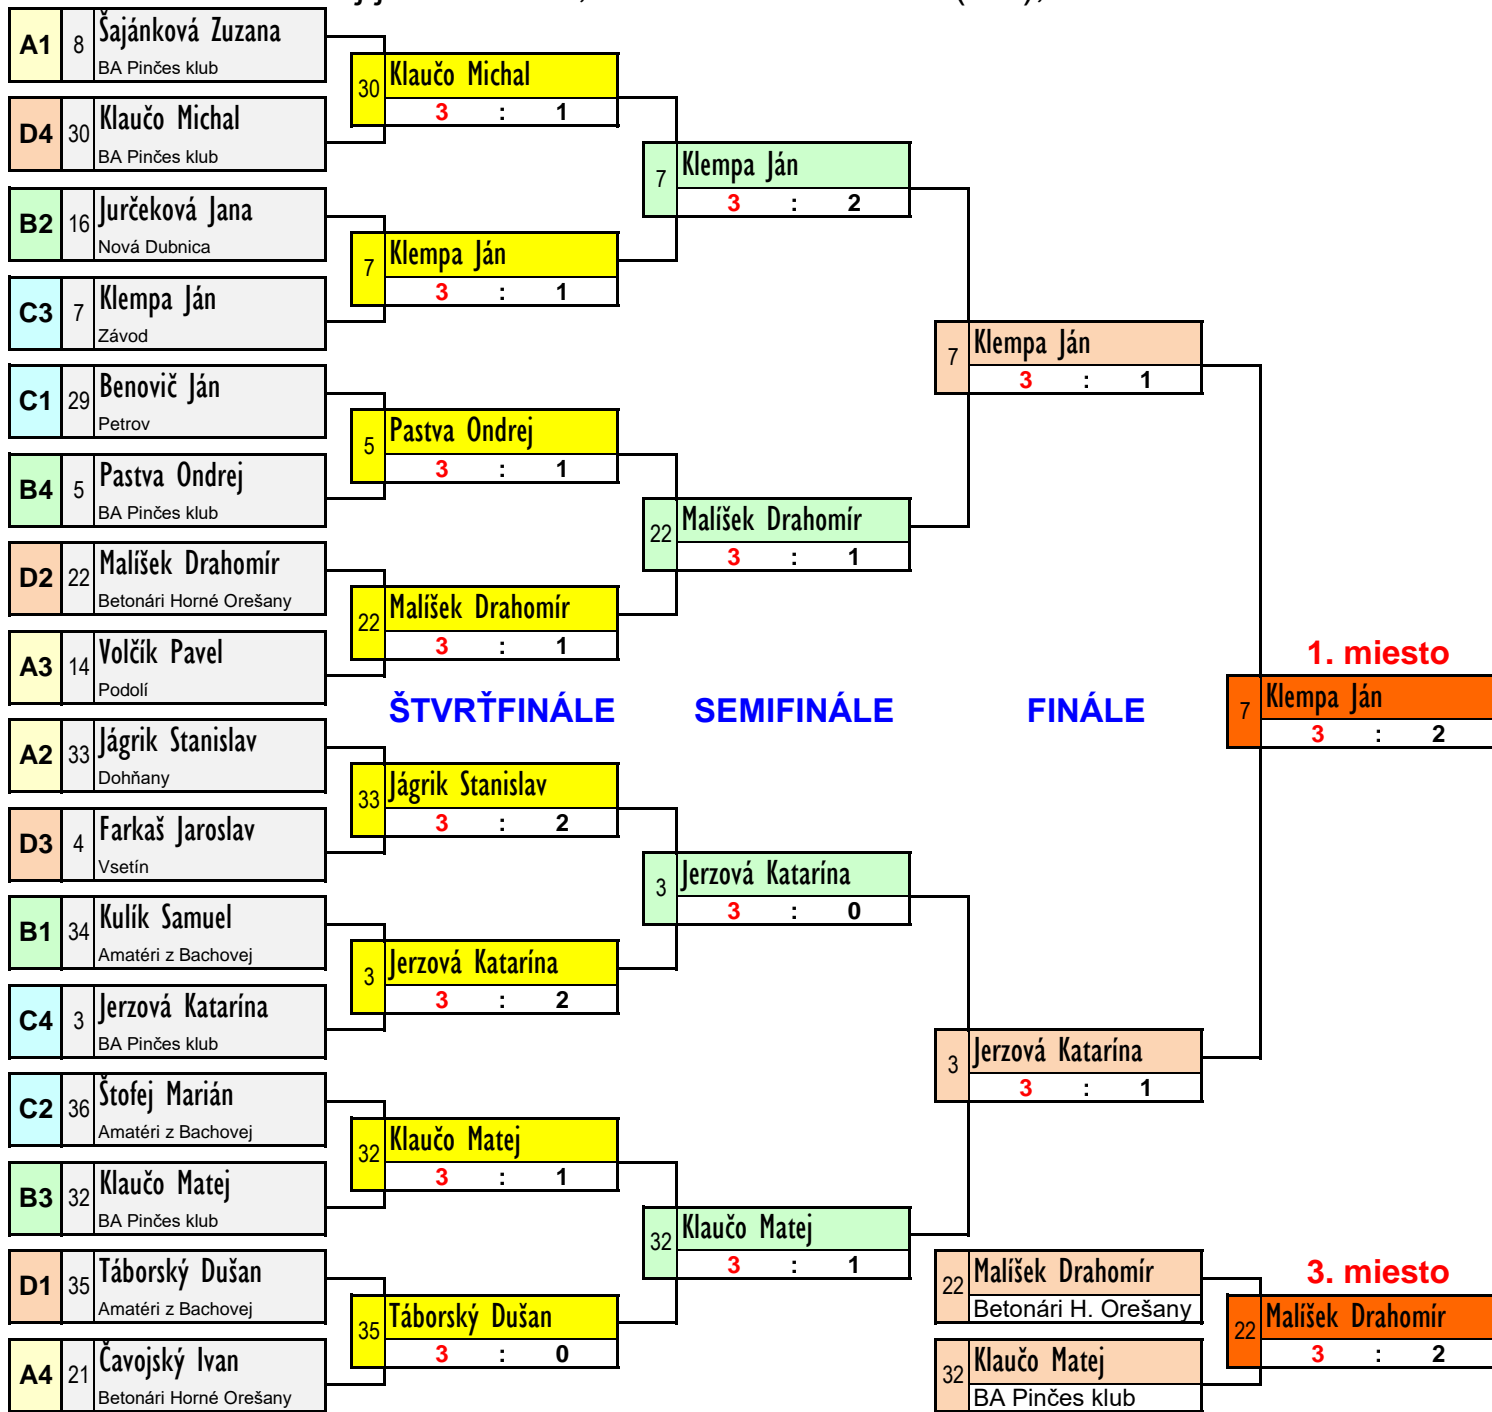 A1 8 Šajánková Zuzana
BA Pinčes klub
D4 30 Klaučo Michal
BA Pinčes klub
B2 16 Jurčeková Jana
Nová Dubnica
C3 7 Klempa Ján
Závod
C1 29 Benovič Ján
Petrov
B4 5 Pastva Ondrej
BA Pinčes klub
D2 22 Malíšek Drahomír
Betonári Horné Orešany
A3 14 Volčík Pavel
Podolí
A2 33 Jágrik Stanislav
Dohňany
D3 4 Farkaš Jaroslav
Vsetín
B1 34 Kulík Samuel
Amatéri z Bachovej
C4 3 Jerzová Katarína
BA Pinčes klub
C2 36 Štofej Marián
Amatéri z Bachovej
B3 32 Klaučo Matej
BA Pinčes klub
D1 35 Táborský Dušan
Amatéri z Bachovej
A4 21 Čavojský Ivan
Betonári Horné Orešany
30 Klaučo Michal
3 : 1
7 Klempa Ján
3 : 1
5 Pastva Ondrej
3 : 1
22 Malíšek Drahomír
3 : 1
ŠTVRŤFINÁLE
33 Jágrik Stanislav
3 : 2
3 Jerzová Katarína
3 : 2
32 Klaučo Matej
3 : 1
35 Táborský Dušan
3 : 0
7 Klempa Ján
3 : 2
22 Malíšek Drahomír
3 : 1
SEMIFINÁLE
3 Jerzová Katarína
3 : 0
32 Klaučo Matej
3 : 1
7 Klempa Ján
3 : 1
FINÁLE
3 Jerzová Katarína
3 : 1
22 Malíšek Drahomír
Betonári H. Orešany
32 Klaučo Matej
BA Pinčes klub
1. miesto
7 Klempa Ján
3 : 2
3. miesto
22 Malíšek Drahomír
3 : 2